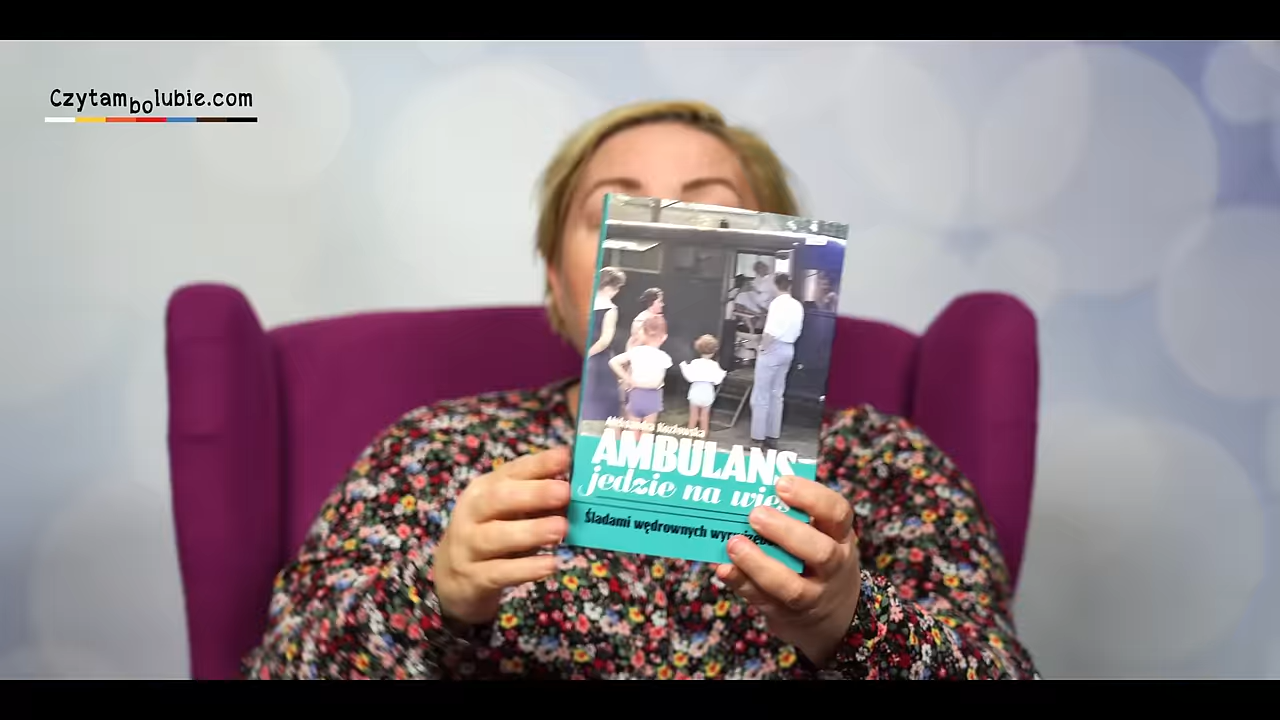 Czytambolubie.com
Aleksandra Kozłowska
AMBULANS
jedzie na wieś
Śladami wędrownych